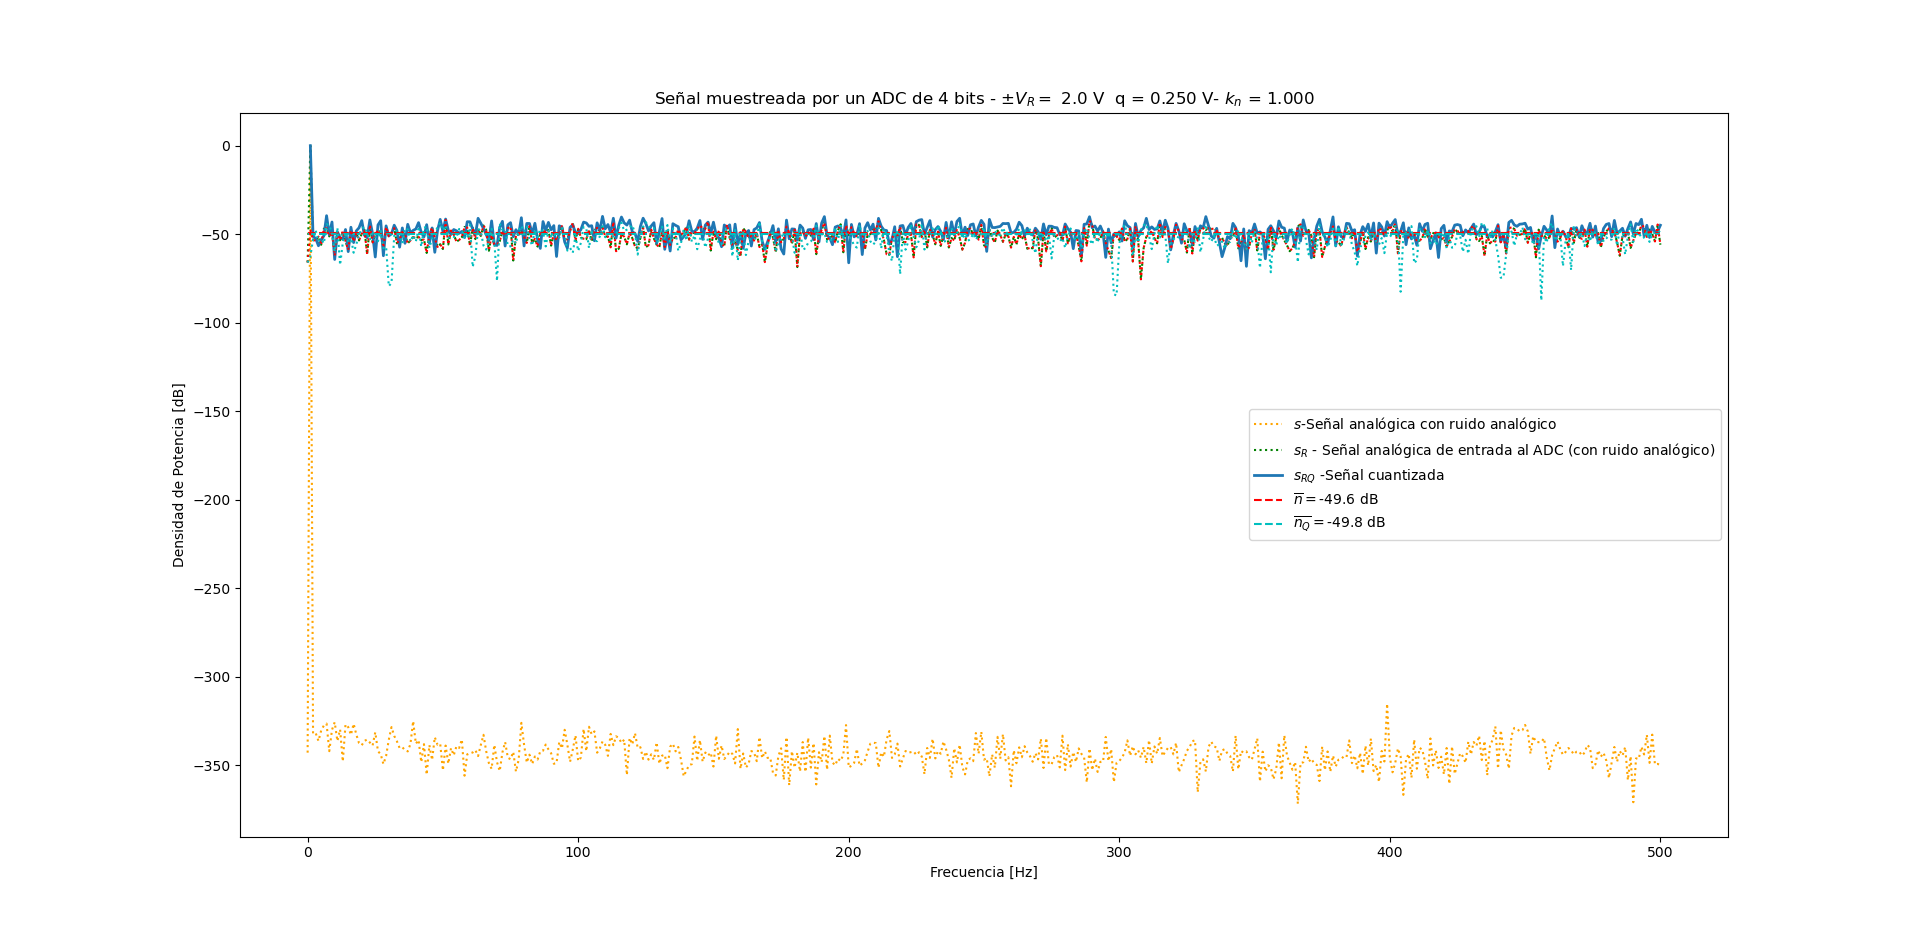 Señal muestreada por un ADC de 4 bits - ±V_R = 2.0 V q = 0.250 V- k_n = 1.000
Densidad de Potencia [dB]
0
−50
−100
−150
−200
−250
−300
−350
s-Señal analógica con ruido analógico
s_R - Señal analógica de entrada al ADC (con ruido analógico)
s_RQ -Señal cuantizada
n̅ = -49.6 dB
n̅_Q̅ = -49.8 dB
0 100 200 300 400 500
Frecuencia [Hz]